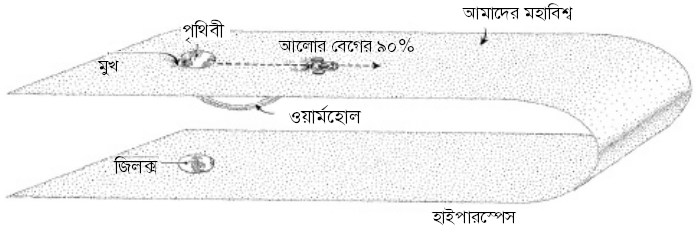 আমাদের মহাবিশ্ব
পৃথিবী
আলোর বেগের ৯০%
মুখ
ওয়ার্মহোল
জিলক্স
হাইপারস্পেস